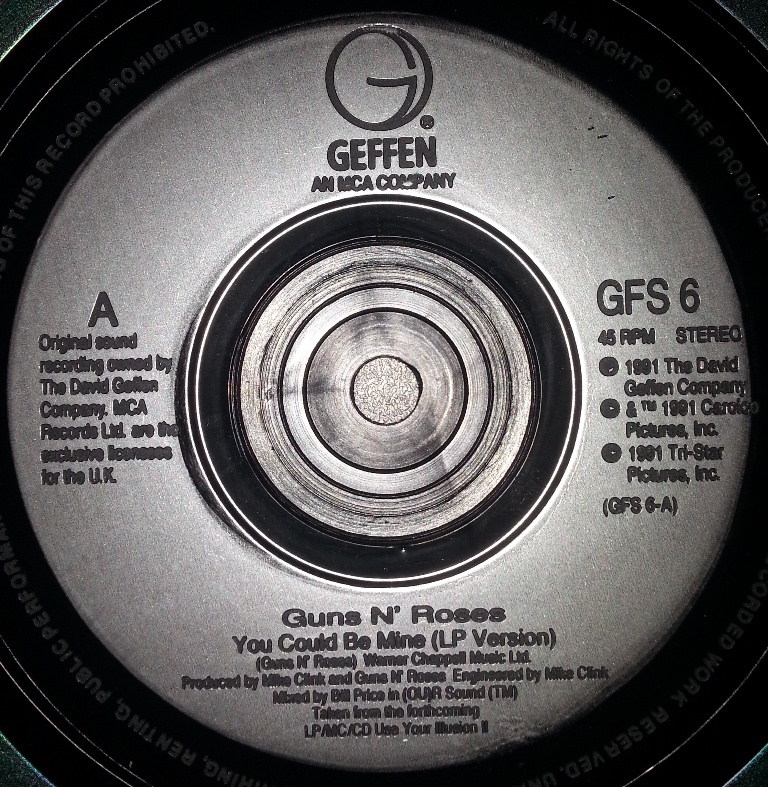 S OF THIS RECORD PROHIBITED.
ALL RIGHTS OF THE PRODUCE
G
®
GEFFEN
AN MCA COMPANY
A
Original sound
recording owned by
The David Geffen
Company. MCA
Records Ltd. are the
exclusive licensees
for the U.K.
GFS 6
45 RPM STEREO
℗ 1991 The David
Geffen Company
© & ™ 1991 Carolco
Pictures, Inc.
© 1991 Tri-Star
Pictures, Inc.
(GFS 6-A)
Guns N' Roses
You Could Be Mine (LP Version)
(Guns N' Roses) Warner Chappell Music Ltd.
Produced by Mike Clink and Guns N' Roses Engineered by Mike Clink
Mixed by Bill Price in (OU)R Sound (TM)
Taken from the forthcoming
LP/MC/CD Use Your Illusion II
HIRING, RENTING, PUBLIC PERFORMAN
CORDED WORK RESERVED. UN